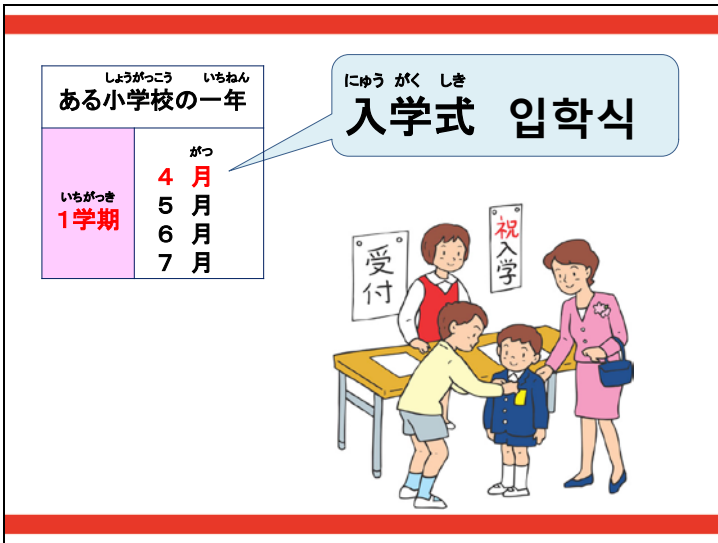 しょうがっこう いちねん
ある小学校の一年
いちがっき
1学期
がつ
4 月
5 月
6 月
7 月
にゅう がく しき
入学式 입학식
受付
祝入学